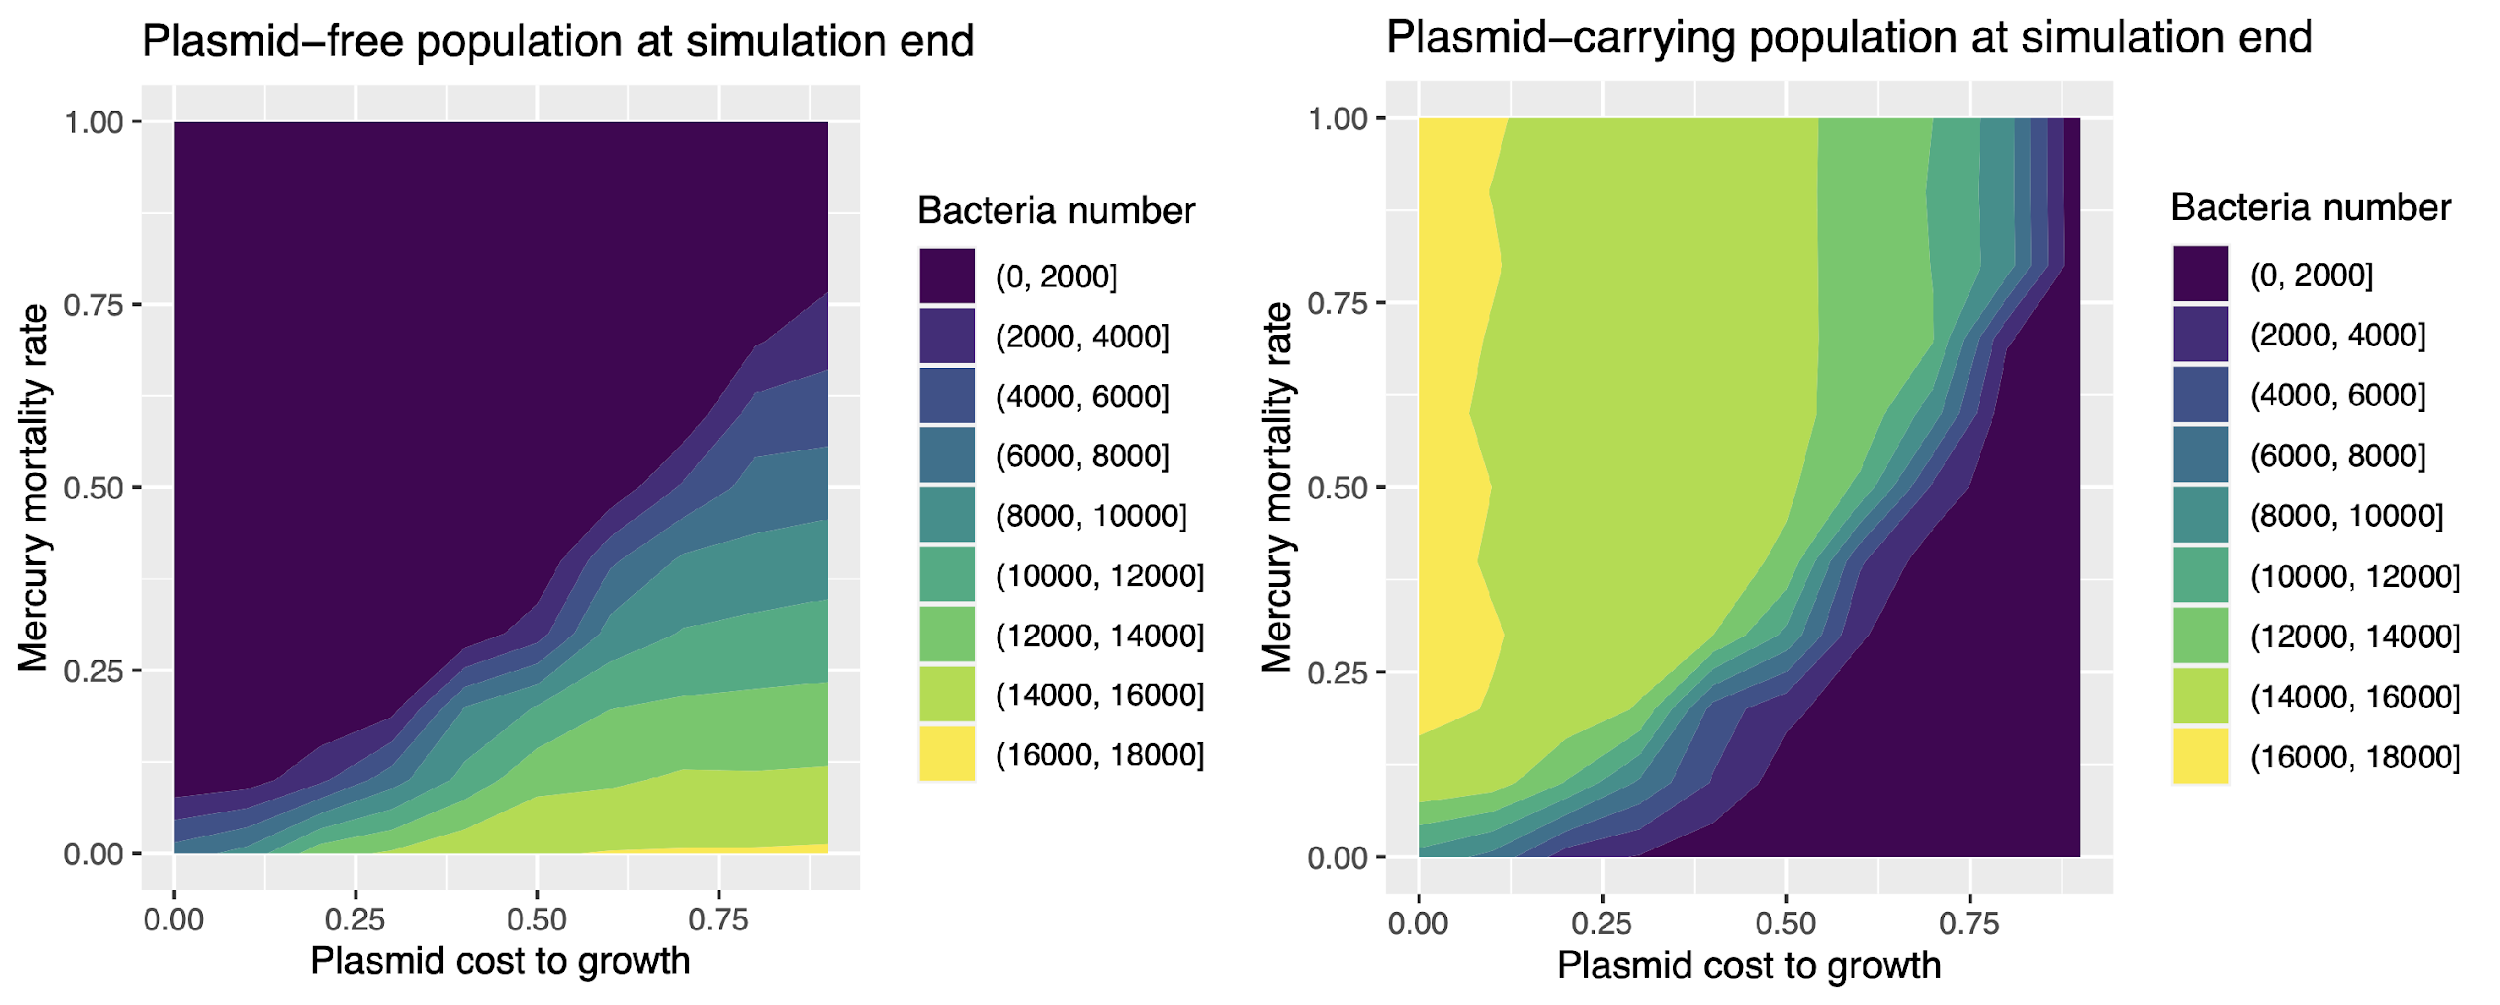 Plasmid−free population at simulation end
1.00
0.75
0.50
0.25
0.00
Mercury mortality rate
0.00 0.25 0.50 0.75
Plasmid cost to growth
Bacteria number
(0, 2000]
(2000, 4000]
(4000, 6000]
(6000, 8000]
(8000, 10000]
(10000, 12000]
(12000, 14000]
(14000, 16000]
(16000, 18000]
Plasmid−carrying population at simulation end
1.00
0.75
0.50
0.25
0.00
Mercury mortality rate
0.00 0.25 0.50 0.75
Plasmid cost to growth
Bacteria number
(0, 2000]
(2000, 4000]
(4000, 6000]
(6000, 8000]
(8000, 10000]
(10000, 12000]
(12000, 14000]
(14000, 16000]
(16000, 18000]